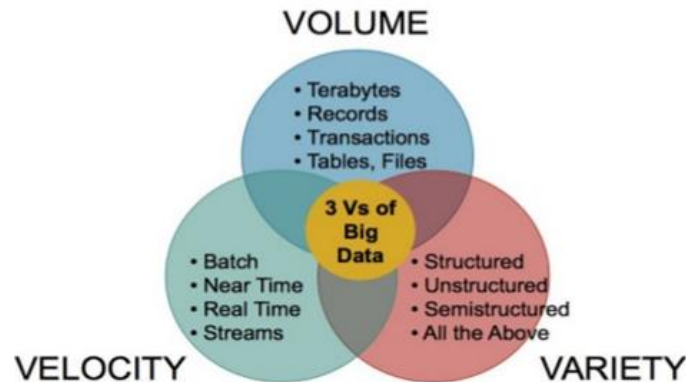 VOLUME
• Terabytes
• Records
• Transactions
• Tables, Files
3 Vs of
Big
Data
• Batch
• Near Time
• Real Time
• Streams
• Structured
• Unstructured
• Semistructured
• All the Above
VELOCITY
VARIETY